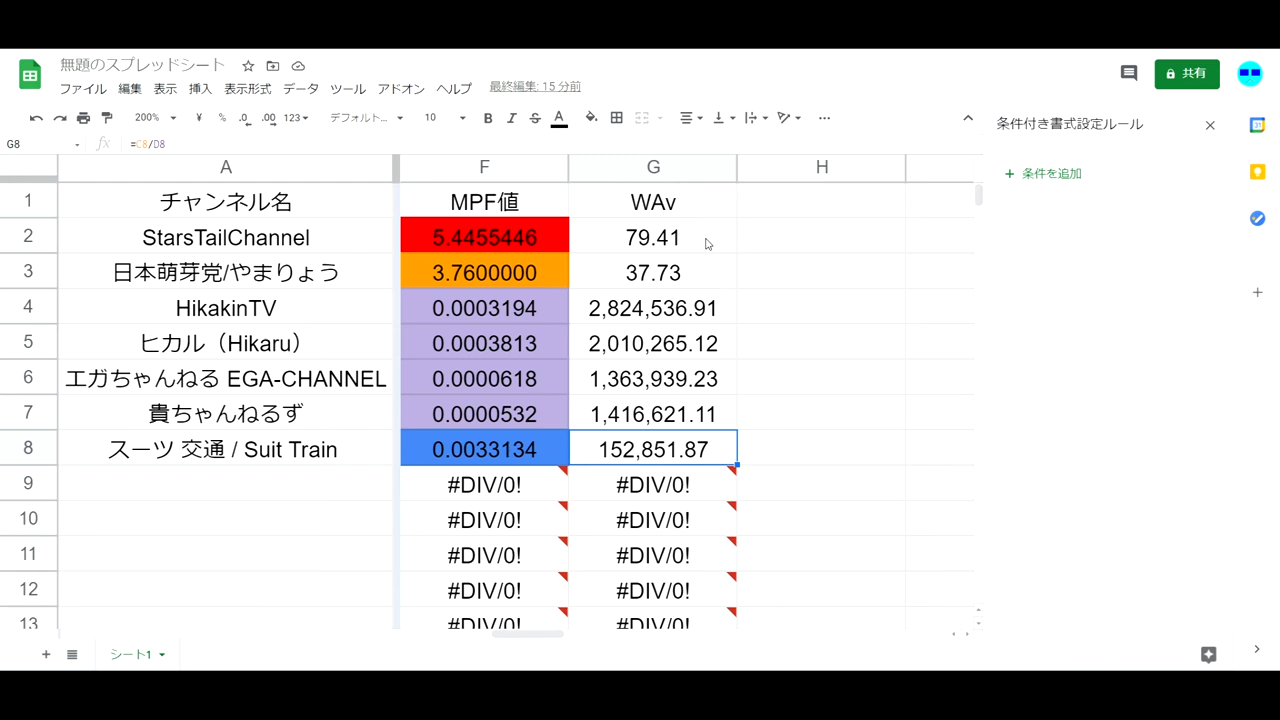 無題のスプレッドシート
ファイル 編集 表示 挿入 表示形式 データ ツール アドオン ヘルプ 最終編集: 15 分前
共有
200% ¥ % .0 .00 123 デフォルト... 10 B I S A
条件付き書式設定ルール
G8 fx =C8/D8
+ 条件を追加
A F G H
1 チャンネル名 MPF値 WAv
2 StarsTailChannel 5.4455446 79.41
3 日本萌芽党/やまりょう 3.7600000 37.73
4 HikakinTV 0.0003194 2,824,536.91
5 ヒカル（Hikaru） 0.0003813 2,010,265.12
6 エガちゃんねる EGA-CHANNEL 0.0000618 1,363,939.23
7 貴ちゃんねるず 0.0000532 1,416,621.11
8 スーツ 交通 / Suit Train 0.0033134 152,851.87
9 #DIV/0! #DIV/0!
10 #DIV/0! #DIV/0!
11 #DIV/0! #DIV/0!
12 #DIV/0! #DIV/0!
13 #DIV/0! #DIV/0!
シート1